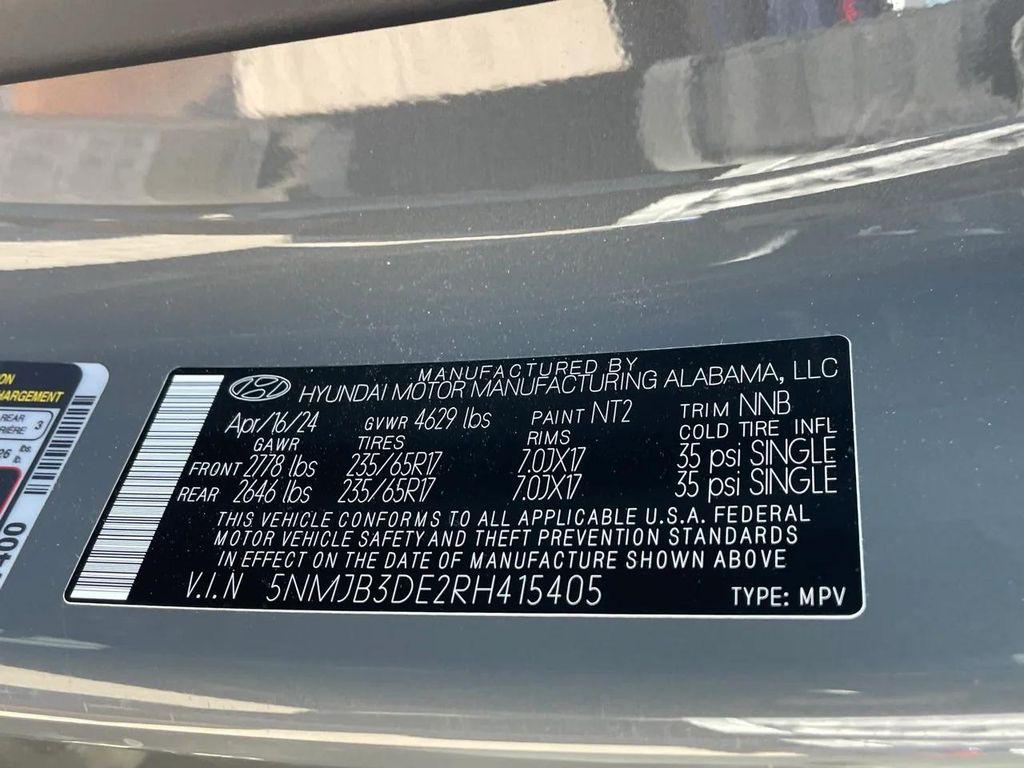 MANUFACTURED BY
HYUNDAI MOTOR MANUFACTURING ALABAMA, LLC
Apr/16/24 GVWR 4629 lbs PAINT NT2 TRIM NNB
GAWR TIRES RIMS COLD TIRE INFL
FRONT 2778 lbs 235/65R17 7.0JX17 35 psi SINGLE
REAR 2646 lbs 235/65R17 7.0JX17 35 psi SINGLE
THIS VEHICLE CONFORMS TO ALL APPLICABLE U.S.A. FEDERAL
MOTOR VEHICLE SAFETY AND THEFT PREVENTION STANDARDS
IN EFFECT ON THE DATE OF MANUFACTURE SHOWN ABOVE
V.I.N 5NMJB3DE2RH415405 TYPE: MPV
REAR 3